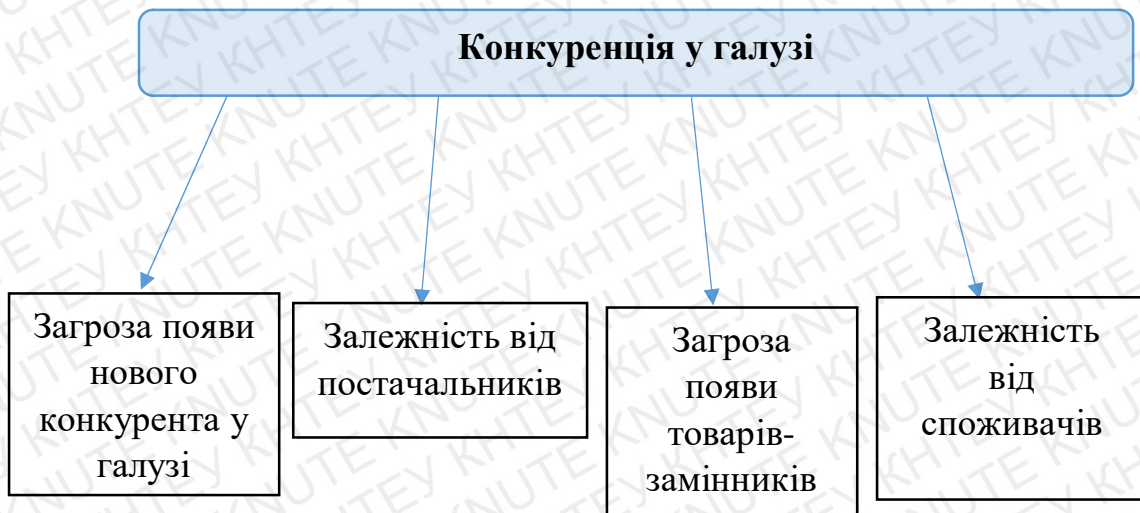 Конкуренція у галузі
Загроза появи
нового
конкурента у
галузі
Залежність від
постачальників
Загроза
появи
товарів-
замінників
Залежність
від
споживачів